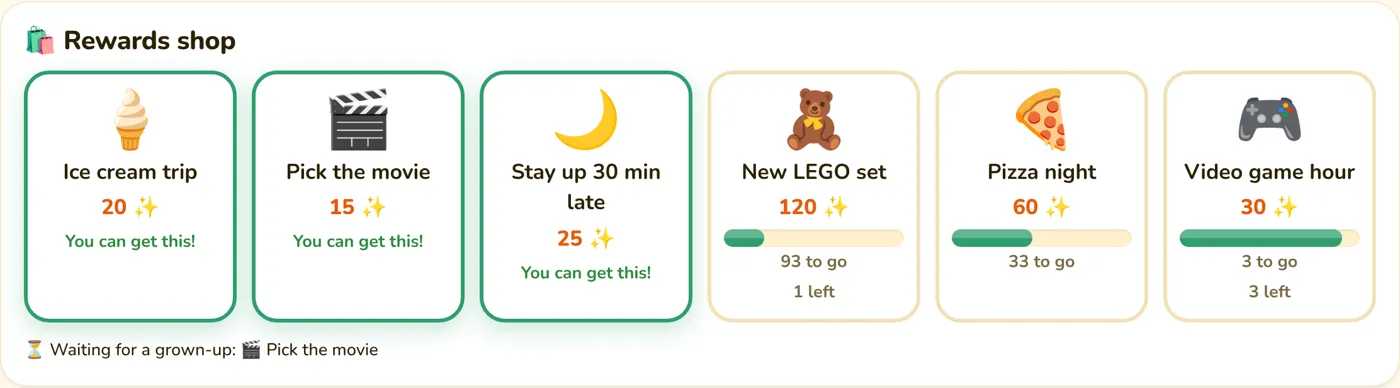 🛍️ Rewards shop
Ice cream trip
20 ✨
You can get this!
Pick the movie
15 ✨
You can get this!
Stay up 30 min
late
25 ✨
You can get this!
New LEGO set
120 ✨
93 to go
1 left
Pizza night
60 ✨
33 to go
Video game hour
30 ✨
3 to go
3 left
⏳ Waiting for a grown-up: 🎬 Pick the movie